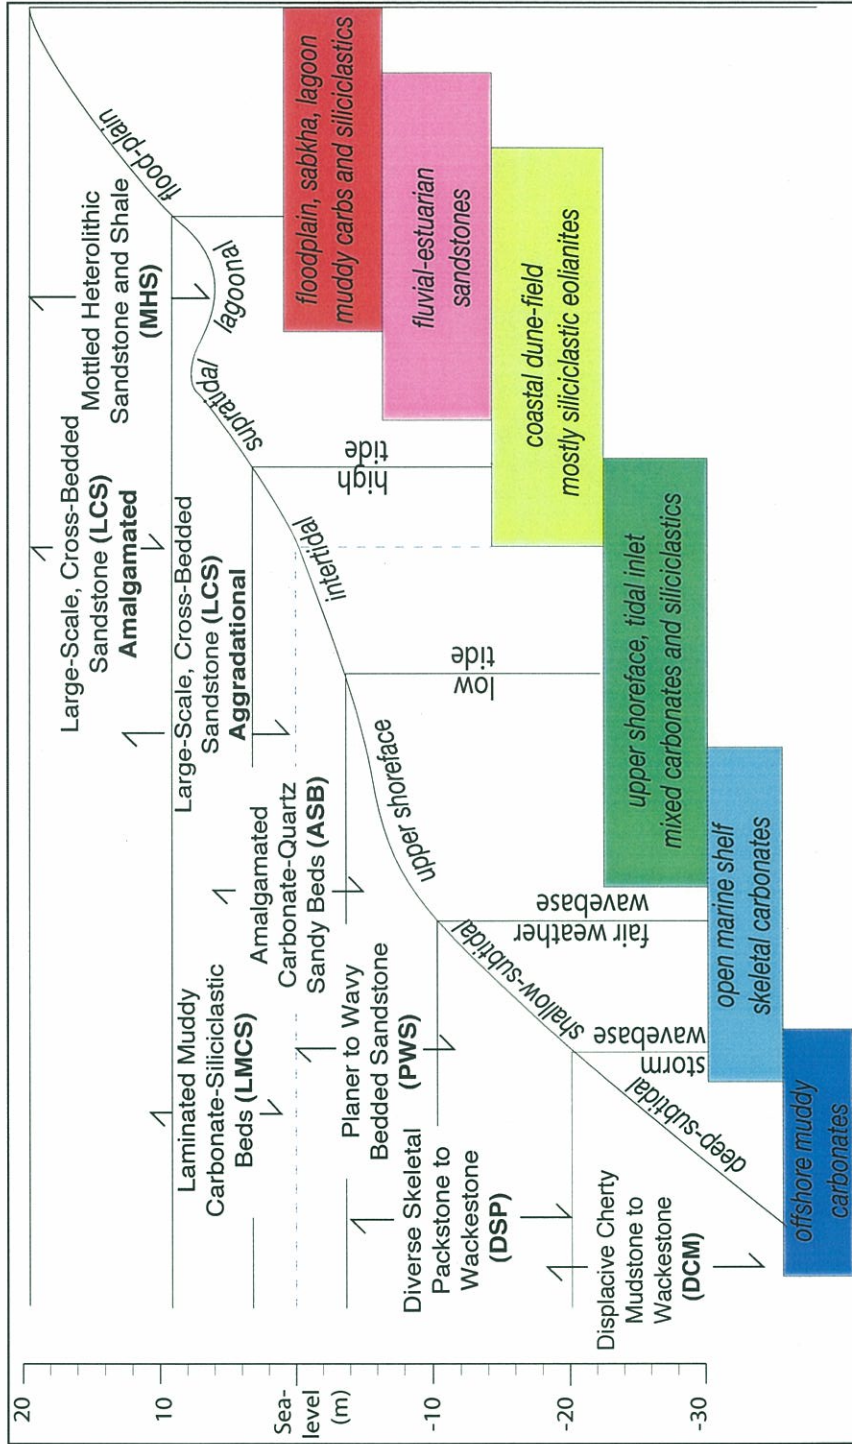 20
10
Sea-
level
(m)
-10
-20
-30
Laminated Muddy
Carbonate-Siliciclastic
Beds (LMCS)
Large-Scale, Cross-Bedded
Sandstone (LCS)
Amalgamated
Mottled Heterolithic
Sandstone and Shale
(MHS)
Large-Scale, Cross-Bedded
Sandstone (LCS)
Aggradational
Amalgamated
Carbonate-Quartz
Sandy Beds (ASB)
Planer to Wavy
Bedded Sandstone
(PWS)
Diverse Skeletal
Packstone to
Wackestone
(DSP)
Displacive Cherty
Mudstone to
Wackestone
(DCM)
flood-plain
lagoonal
supratidal
intertidal
upper shoreface
shallow-subtidal
deep-subtidal
high
tide
low
tide
fair weather
wavebase
storm
wavebase
floodplain, sabkha, lagoon
muddy carbs and siliciclastics
fluvial-estuarian
sandstones
coastal dune-field
mostly siliciclastic eolianites
upper shoreface, tidal inlet
mixed carbonates and siliciclastics
open marine shelf
skeletal carbonates
offshore muddy
carbonates